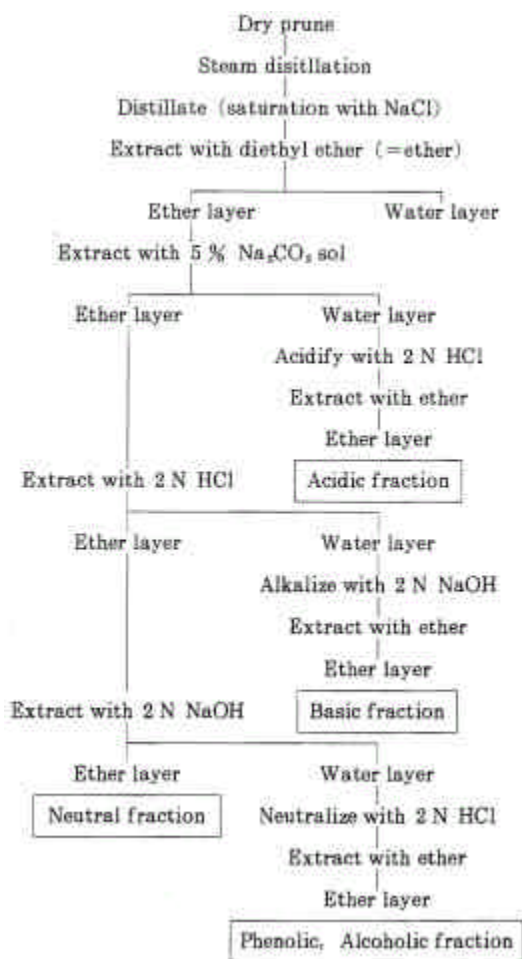 Dry prune
Steam disitllation
Distillate (saturation with NaCl)
Extract with diethyl ether (=ether)
Ether layer Water layer
Extract with 5 % Na₂CO₃ sol
Ether layer Water layer
Acidify with 2 N HCl
Extract with ether
Ether layer
Extract with 2 N HCl Acidic fraction
Ether layer Water layer
Alkalize with 2 N NaOH
Extract with ether
Ether layer
Extract with 2 N NaOH Basic fraction
Ether layer Water layer
Neutral fraction Neutralize with 2 N HCl
Extract with ether
Ether layer
Phenolic, Alcoholic fraction